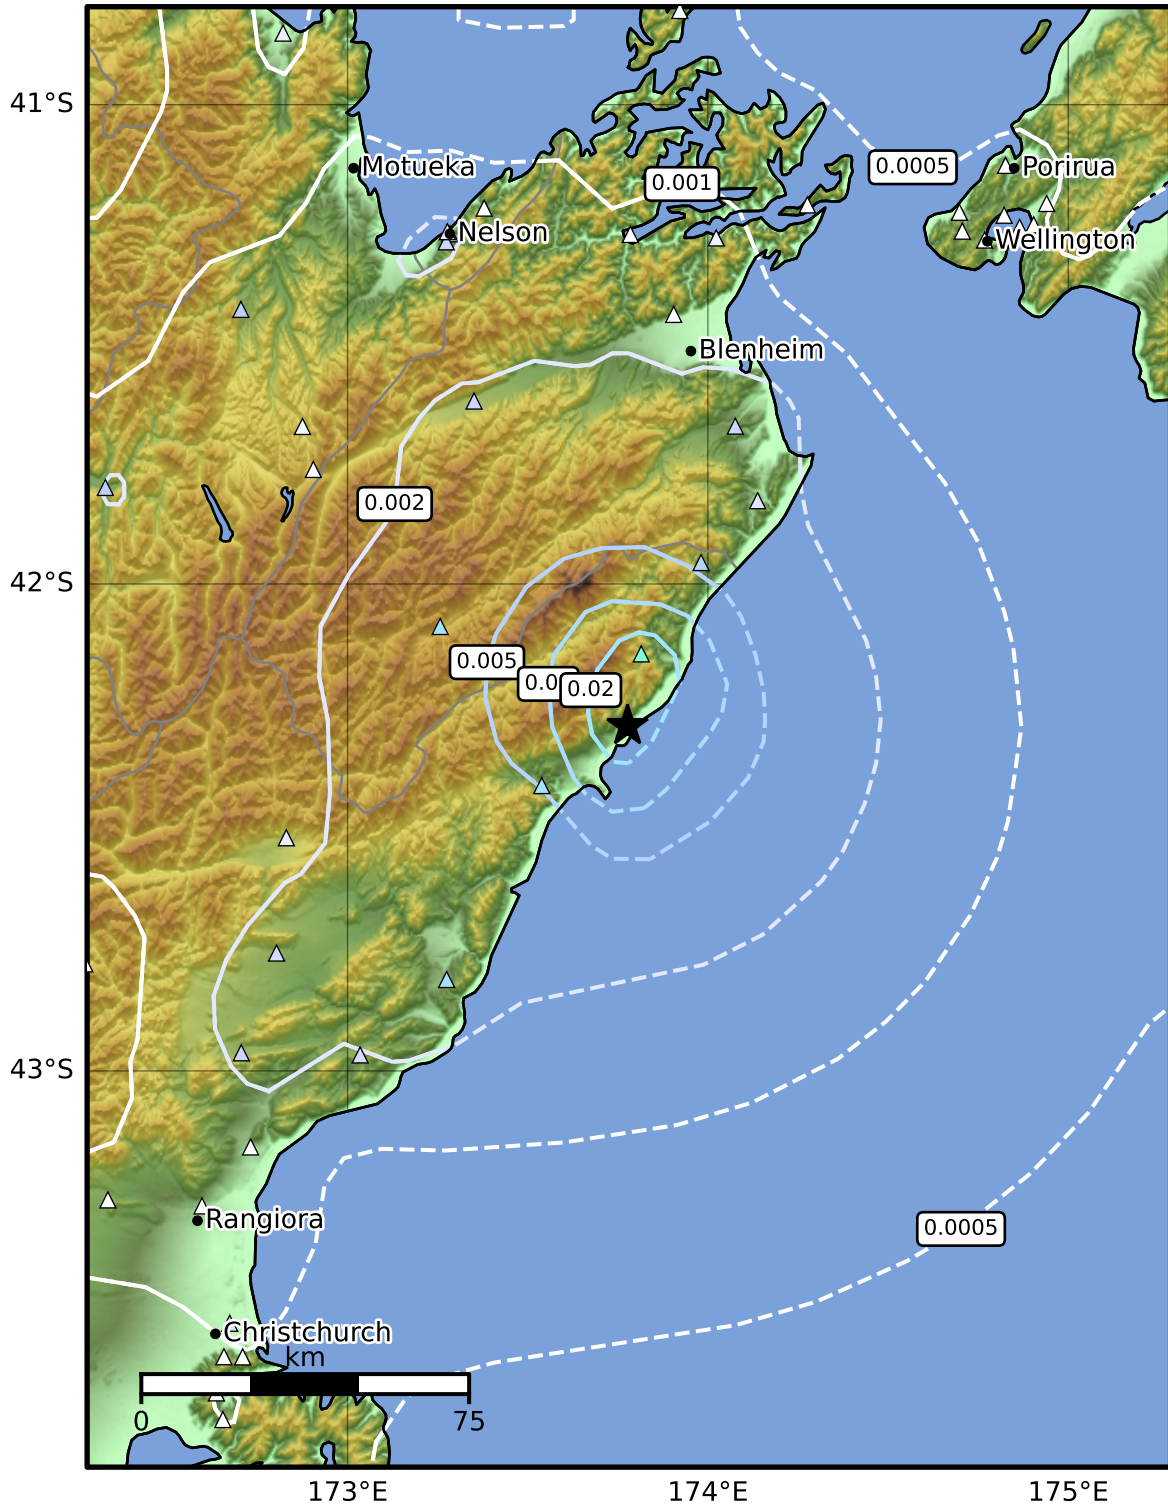 41°S
Motueka
0.001
0.0005
Porirua
Nelson
Wellington
Blenheim
0.002
42°S
0.005
0.02
43°S
Rangiora
0.0005
Christchurch
km
0
75
173°E
174°E
175°E